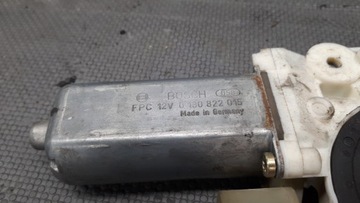 BOSCH
FPC 12V 0 130 822 015
Made in Germany